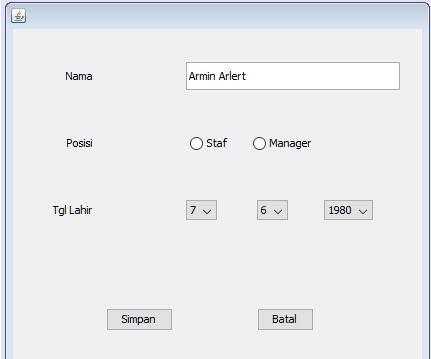 Nama Armin Arlert
Posisi Staf Manager
Tgl Lahir 7 6 1980
Simpan Batal